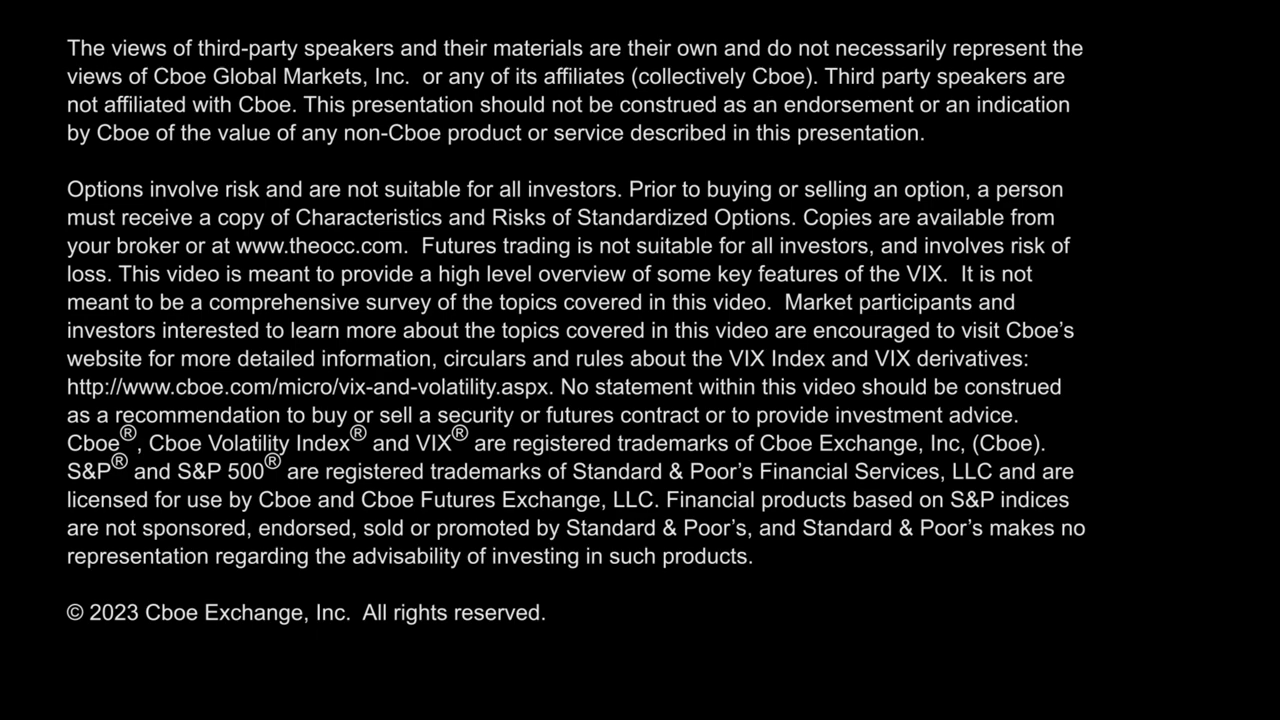 The views of third-party speakers and their materials are their own and do not necessarily represent the
views of Cboe Global Markets, Inc.  or any of its affiliates (collectively Cboe). Third party speakers are
not affiliated with Cboe. This presentation should not be construed as an endorsement or an indication
by Cboe of the value of any non-Cboe product or service described in this presentation.
Options involve risk and are not suitable for all investors. Prior to buying or selling an option, a person
must receive a copy of Characteristics and Risks of Standardized Options. Copies are available from
your broker or at www.theocc.com.  Futures trading is not suitable for all investors, and involves risk of
loss. This video is meant to provide a high level overview of some key features of the VIX.  It is not
meant to be a comprehensive survey of the topics covered in this video.  Market participants and
investors interested to learn more about the topics covered in this video are encouraged to visit Cboe’s
website for more detailed information, circulars and rules about the VIX Index and VIX derivatives:
http://www.cboe.com/micro/vix-and-volatility.aspx. No statement within this video should be construed
as a recommendation to buy or sell a security or futures contract or to provide investment advice.
Cboe®, Cboe Volatility Index® and VIX® are registered trademarks of Cboe Exchange, Inc, (Cboe).
S&P® and S&P 500® are registered trademarks of Standard & Poor’s Financial Services, LLC and are
licensed for use by Cboe and Cboe Futures Exchange, LLC. Financial products based on S&P indices
are not sponsored, endorsed, sold or promoted by Standard & Poor’s, and Standard & Poor’s makes no
representation regarding the advisability of investing in such products.
© 2023 Cboe Exchange, Inc.  All rights reserved.